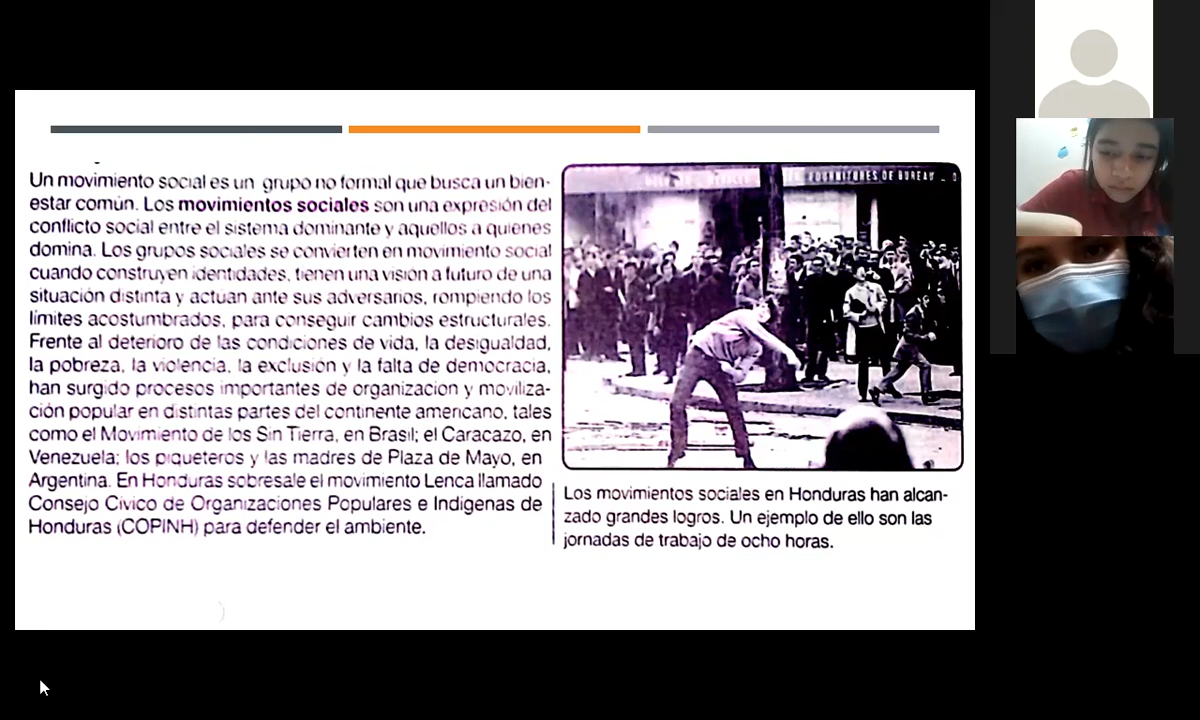 Un movimiento social es un grupo no formal que busca un bien-
estar común. Los movimientos sociales son una expresión del
conflicto social entre el sistema dominante y aquellos a quienes
domina. Los grupos sociales se convierten en movimiento social
cuando construyen identidades, tienen una visión a futuro de una
situación distinta y actúan ante sus adversarios, rompiendo los
límites acostumbrados, para conseguir cambios estructurales.
Frente al deterioro de las condiciones de vida, la desigualdad,
la pobreza, la violencia, la exclusión y la falta de democracia,
han surgido procesos importantes de organización y moviliza-
ción popular en distintas partes del continente americano, tales
como el Movimiento de los Sin Tierra, en Brasil; el Caracazo, en
Venezuela; los piqueteros y las madres de Plaza de Mayo, en
Argentina. En Honduras sobresale el movimiento Lenca llamado
Consejo Cívico de Organizaciones Populares e Indígenas de
Honduras (COPINH) para defender el ambiente.
FOURNITURES DE BUREAU
Los movimientos sociales en Honduras han alcan-
zado grandes logros. Un ejemplo de ello son las
jornadas de trabajo de ocho horas.